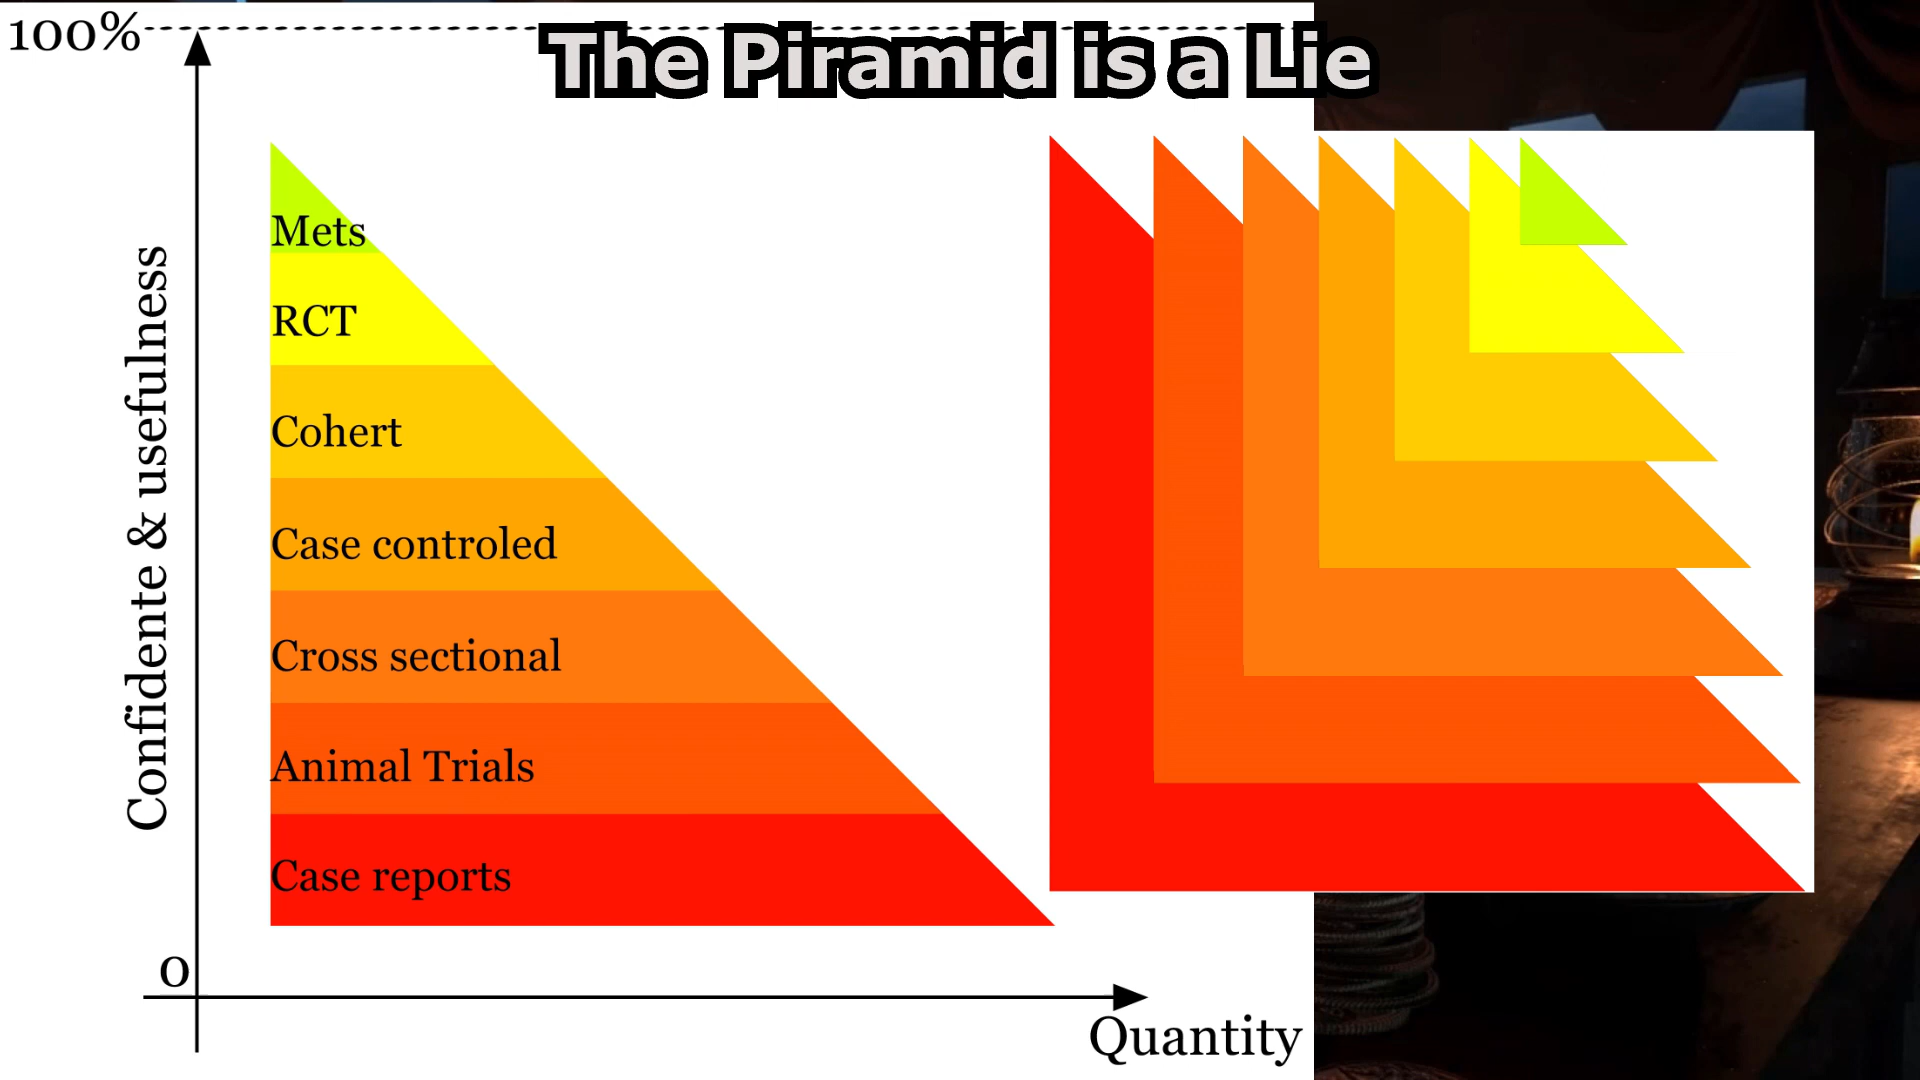 The Piramid is a Lie
100%
Confidente & usefulness
Mets
RCT
Cohert
Case controled
Cross sectional
Animal Trials
Case reports
0
Quantity